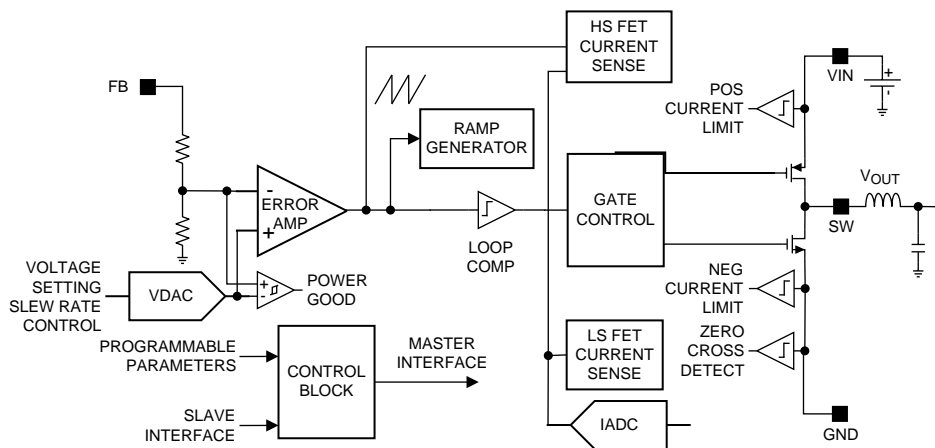 HS FET
CURRENT
SENSE
VIN
+
-
FB
POS
CURRENT
LIMIT
RAMP
GENERATOR
GATE
CONTROL
VOUT
SW
-
ERROR
AMP
+
LOOP
COMP
VOLTAGE
SETTING
SLEW RATE
CONTROL
VDAC
+
-
POWER
GOOD
NEG
CURRENT
LIMIT
PROGRAMMABLE
PARAMETERS
CONTROL
BLOCK
MASTER
INTERFACE
LS FET
CURRENT
SENSE
ZERO
CROSS
DETECT
SLAVE
INTERFACE
IADC
GND